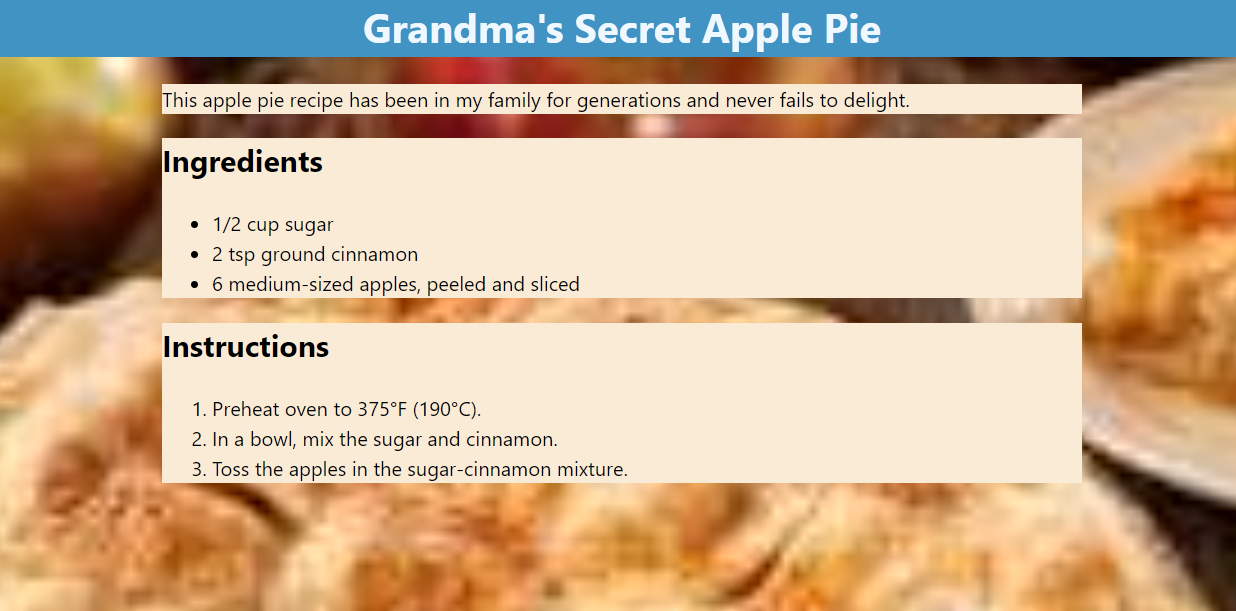 Grandma's Secret Apple Pie
This apple pie recipe has been in my family for generations and never fails to delight.
Ingredients
• 1/2 cup sugar
• 2 tsp ground cinnamon
• 6 medium-sized apples, peeled and sliced
Instructions
1. Preheat oven to 375°F (190°C).
2. In a bowl, mix the sugar and cinnamon.
3. Toss the apples in the sugar-cinnamon mixture.